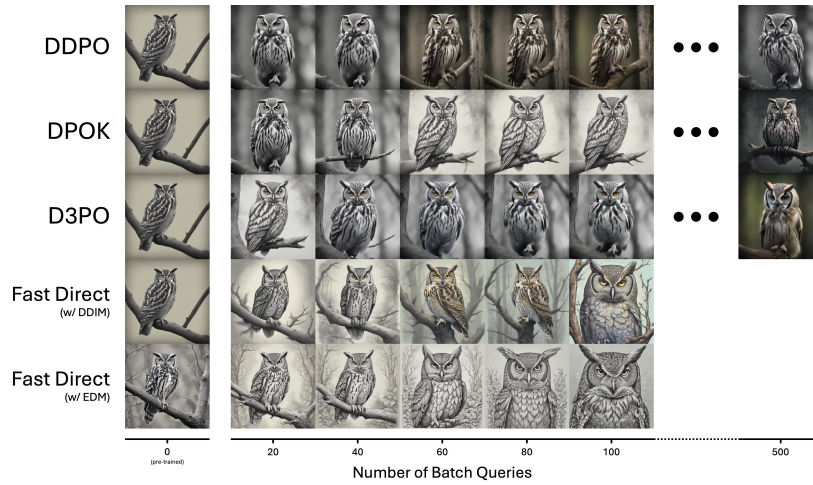 DDPO
DPOK
D3PO
Fast Direct
(w/ DDIM)
Fast Direct
(w/ EDM)
0 20 40 60 80 100 500
(pre-trained)
Number of Batch Queries